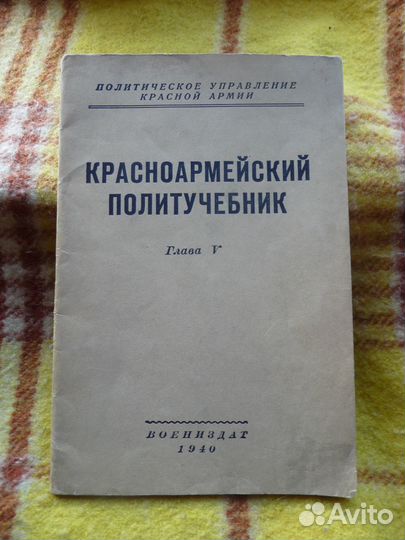 ПОЛИТИЧЕСКОЕ УПРАВЛЕНИЕ
КРАСНОЙ АРМИИ
КРАСНОАРМЕЙСКИЙ
ПОЛИТУЧЕБНИК
Глава V
ВОЕНИЗДАТ
1940
Avito